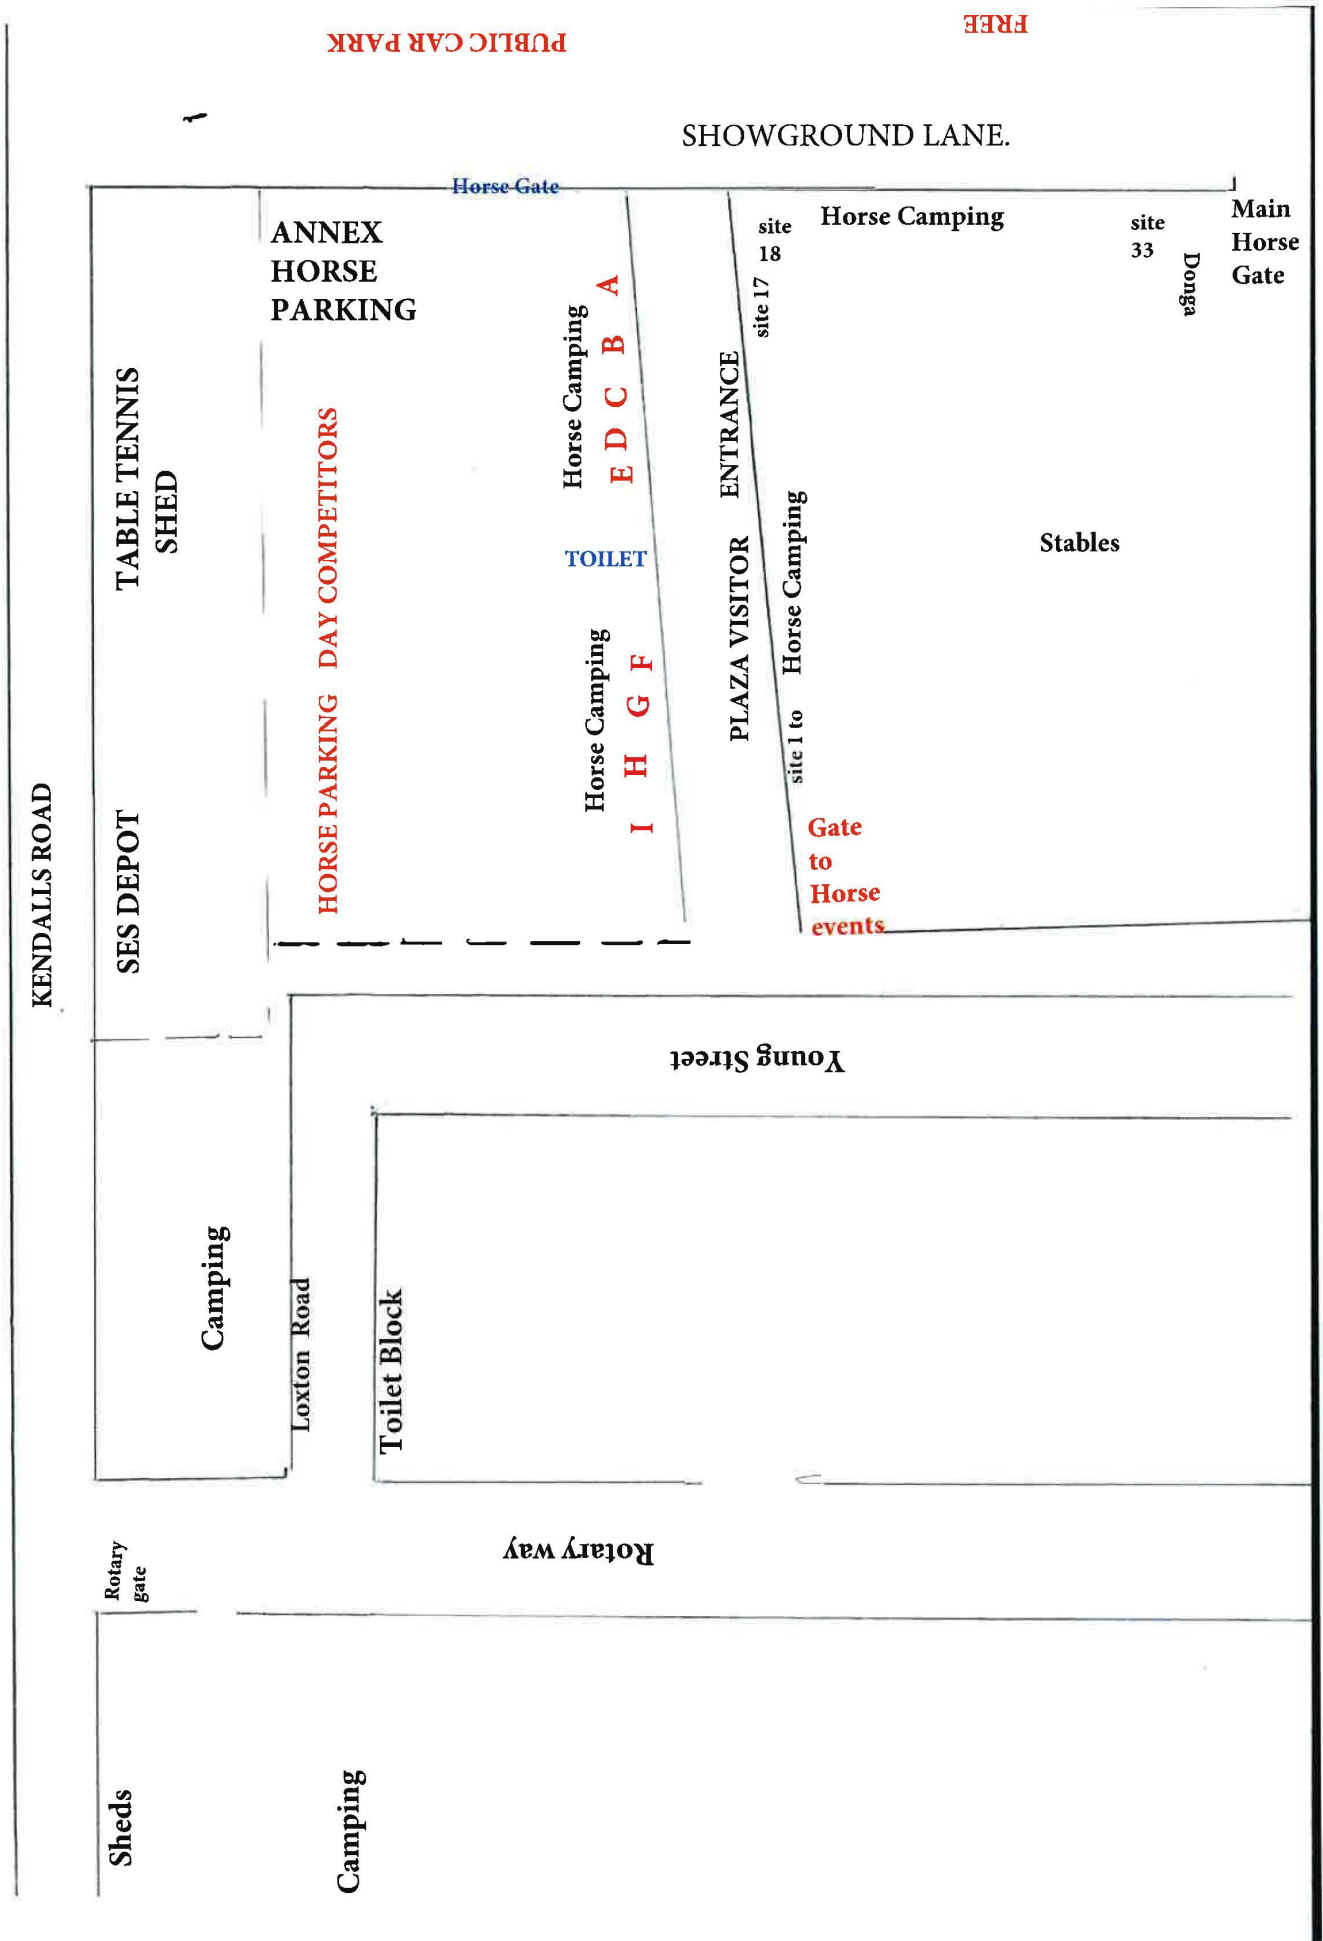 PUBLIC CAR PARK
FREE
SHOWGROUND LANE.
Horse Gate
ANNEX
HORSE
PARKING
site
18
Horse Camping
site
33
Main
Horse
Gate
Donga
site 17
Horse Camping
A
B
C
D
E
TABLE TENNIS
SHED
HORSE PARKING DAY COMPETITORS
PLAZA VISITOR ENTRANCE
site 1 to Horse Camping
Stables
TOILET
Horse Camping
F
G
H
I
KENDALLS ROAD
SES DEPOT
Gate
to
Horse
events
Young Street
Camping
Loxton Road
Toilet Block
Rotary
gate
Rotary way
Sheds
Camping